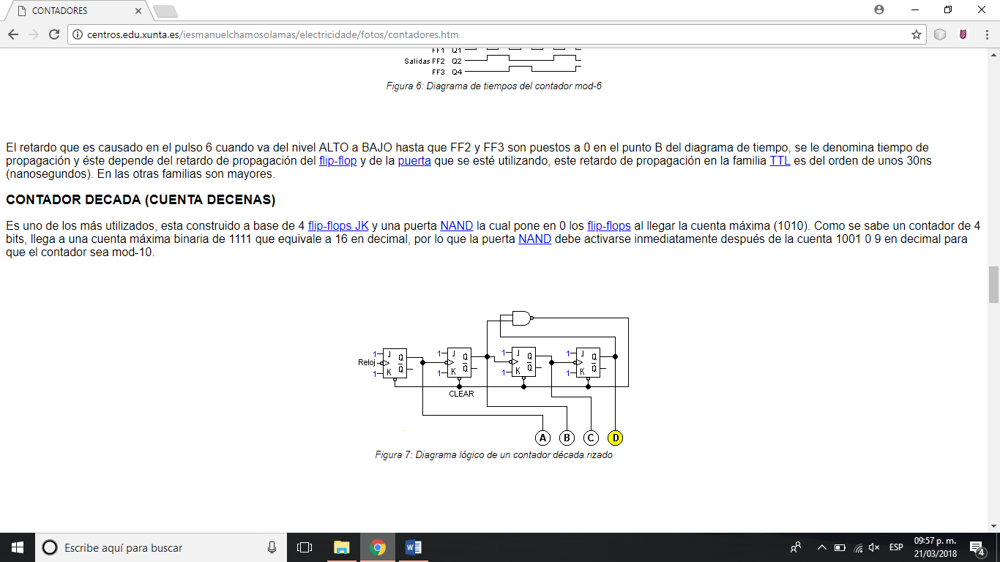 CONTADORES
centros.edu.xunta.es/iesmanuelchamosolamas/electricidade/fotos/contadores.htm
FF1 Q1
Salidas FF2 Q2
FF3 Q4
Figura 6: Diagrama de tiempos del contador mod-6
El retardo que es causado en el pulso 6 cuando va del nivel ALTO a BAJO hasta que FF2 y FF3 son puestos a 0 en el punto B del diagrama de tiempo, se le denomina tiempo de
propagación y éste depende del retardo de propagación del flip-flop y de la puerta que se esté utilizando, este retardo de propagación en la familia TTL es del orden de unos 30ns
(nanosegundos). En las otras familias son mayores.
CONTADOR DECADA (CUENTA DECENAS)
Es uno de los más utilizados, esta construido a base de 4 flip-flops JK y una puerta NAND la cual pone en 0 los flip-flops al llegar la cuenta máxima (1010). Como se sabe un contador de 4
bits, llega a una cuenta máxima binaria de 1111 que equivale a 16 en decimal, por lo que la puerta NAND debe activarse inmediatamente después de la cuenta 1001 0 9 en decimal para
que el contador sea mod-10.
1 J Q 1 J Q 1 J Q 1 J Q
Reloj
1 K Q 1 K Q 1 K Q 1 K Q
CLEAR
A B C D
Figura 7: Diagrama lógico de un contador década rizado
Escribe aquí para buscar
ESP
09:57 p. m.
21/03/2018
4